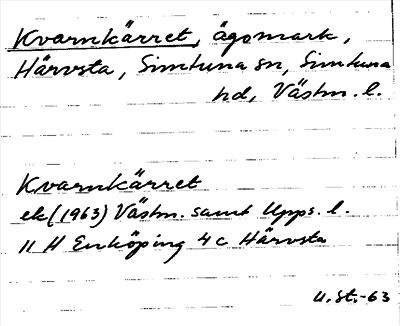 Kvarnkärret, ägomark,
Härvsta, Simtuna sn, Simtuna
hd, Västm. l.
Kvarnkärret
ek (1963) Västm. samt Upps. l.
11 H Enköping 4c Härvsta
U.St.-63